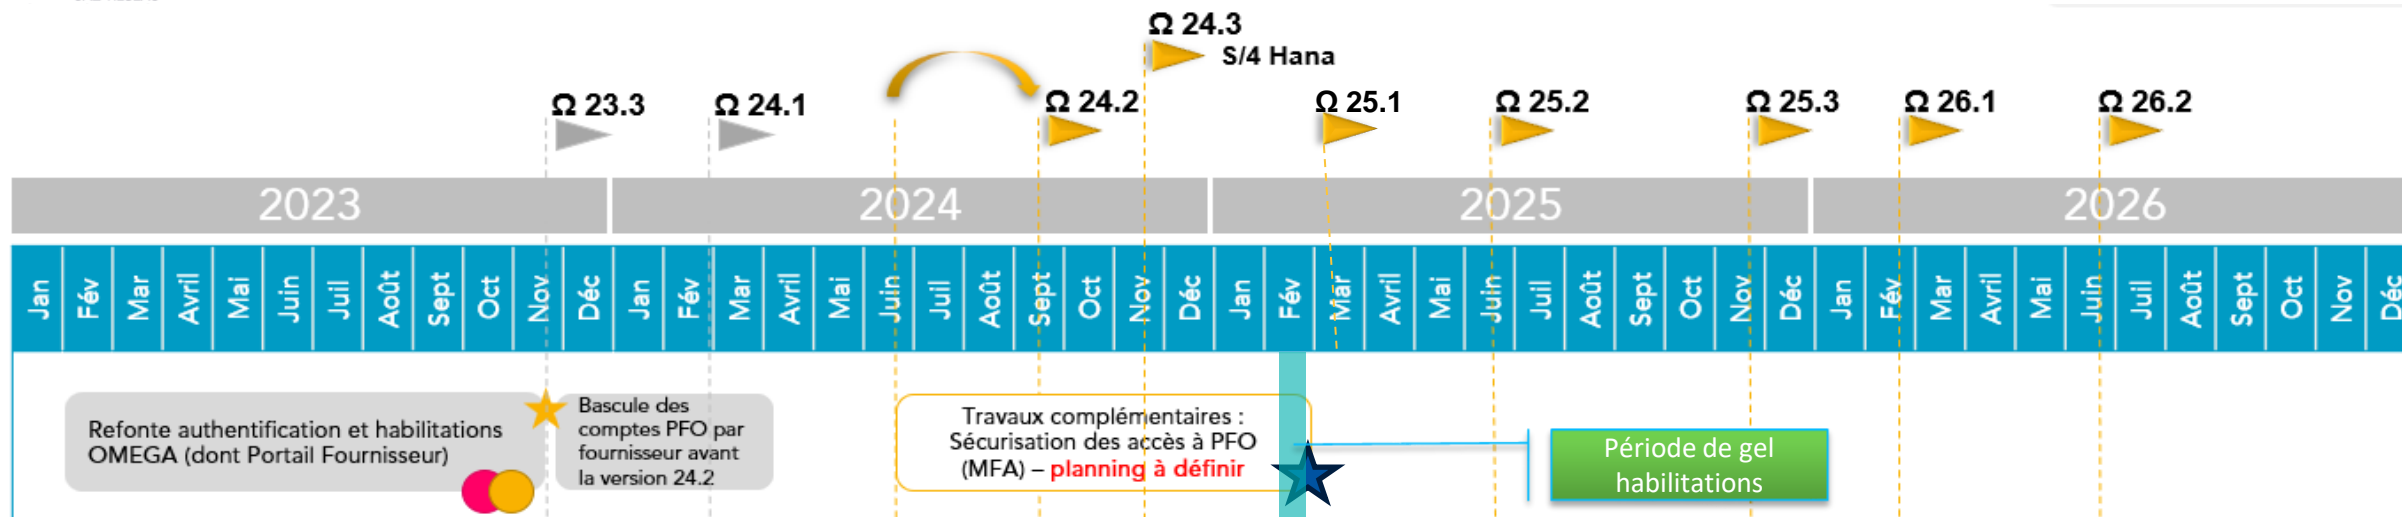 Ω 24.3
S/4 Hana
Ω 23.3
Ω 24.1
Ω 24.2
Ω 25.1
Ω 25.2
Ω 25.3
Ω 26.1
Ω 26.2
2023
2024
2025
2026
Jan Fév Mar Avril Mai Juin Juil Août Sept Oct Nov Déc Jan Fév Mar Avril Mai Juin Juil Août Sept Oct Nov Déc Jan Fév Mar Avril Mai Juin Juil Août Sept Oct Nov Déc Jan Fév Mar Avril Mai Juin Juil Août Sept Oct Nov Déc
Refonte authentification et habilitations
OMEGA (dont Portail Fournisseur)
Bascule des
comptes PFO par
fournisseur avant
la version 24.2
Travaux complémentaires :
Sécurisation des accès à PFO
(MFA) – planning à définir
Période de gel
habilitations